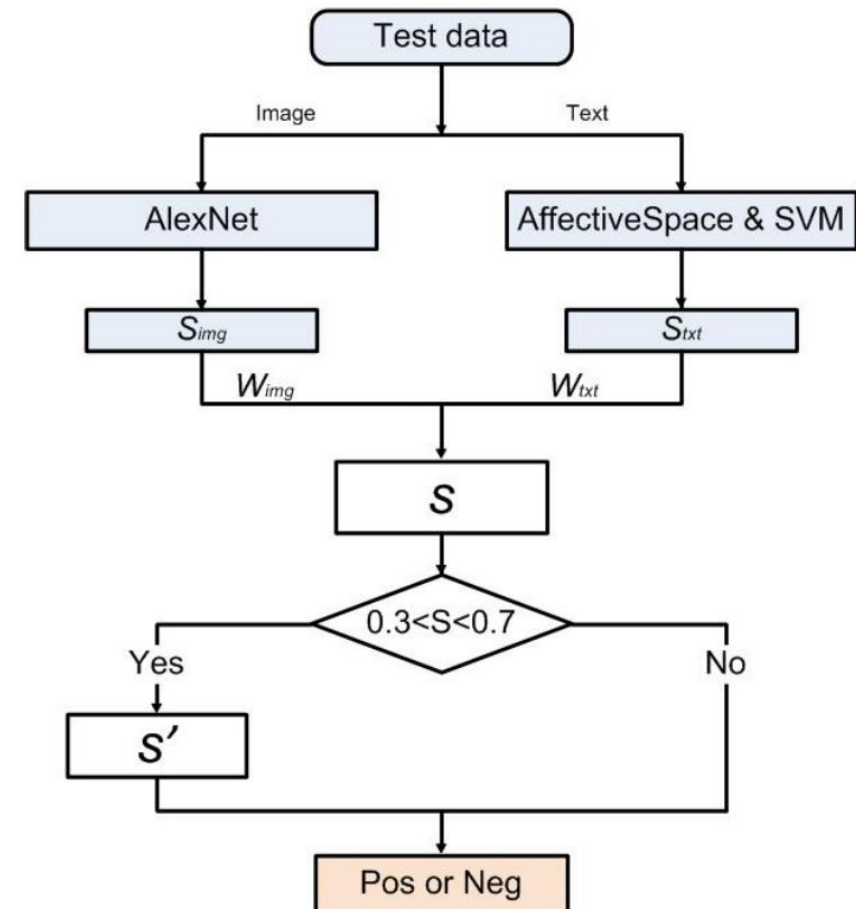 Test data
Image
Text
AlexNet
AffectiveSpace & SVM
Simg
Stxt
Wimg
Wtxt
S
0.3<S<0.7
Yes
No
S′
Pos or Neg